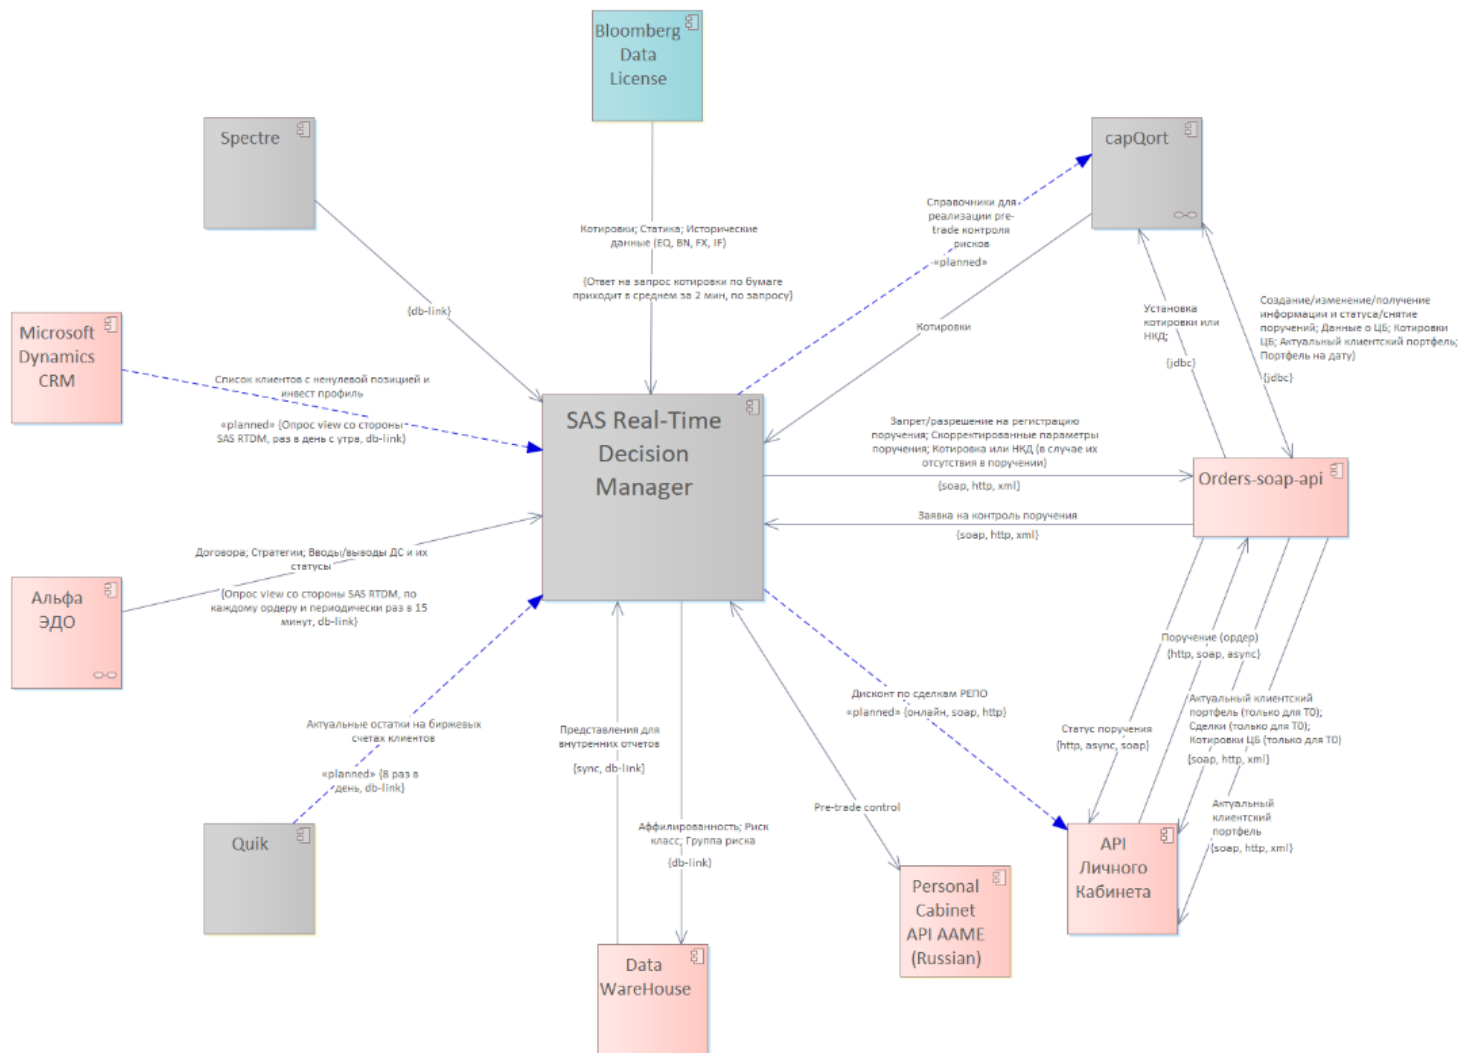 Bloomberg
Data
License
Spectre
capQort
Котировки; Статика; Исторические
данные (EQ, BN, FX, IF)
{Ответ на запрос котировки по бумаге
приходит в среднем за 2 мин, по запросу}
Справочники для
реализации pre-
trade контроля
рисков
«planned»
{db-link}
Котировки
Установка
котировки или
НКД;
{jdbc}
Создание/изменение/получение
информации и статуса/снятие
поручений; Данные о ЦБ; Котировки
ЦБ; Актуальный клиентский портфель;
Портфель на дату}
{jdbc}
Microsoft
Dynamics
CRM
Список клиентов с ненулевой позицией и
инвест профиль
«planned» {Опрос view со стороны
SAS RTDM, раз в день с утра, db-link}
SAS Real-Time
Decision
Manager
Запрет/разрешение на регистрацию
поручения; Скорректированные параметры
поручения; Котировка или НКД (в случае их
отсутствия в поручении)
{soap, http, xml}
Orders-soap-api
Заявка на контроль поручения
{soap, http, xml}
Договора; Стратегии; Вводы/выводы ДС и их
статусы
{Опрос view со стороны SAS RTDM, по
каждому ордеру и периодически раз в 15
минут, db-link}
Альфа
ЭДО
Поручение (ордер)
{http, soap, async}
Дисконт по сделкам РЕПО
«planned» {онлайн, soap, http}
Актуальные остатки на биржевых
счетах клиентов
«planned» {8 раз в
день, db-link}
Представления для
внутренних отчетов
{sync, db-link}
Статус поручения
{http, async, soap}
Актуальный клиентский
портфель (только для Т0);
Сделки (только для Т0);
Котировки ЦБ (только для Т0)
{soap, http, xml}
Актуальный
клиентский
портфель
{soap, http, xml}
Pre-trade control
Аффилированность; Риск
класс; Группа риска
{db-link}
Quik
API
Личного
Кабинета
Personal
Cabinet
API AAME
(Russian)
Data
WareHouse